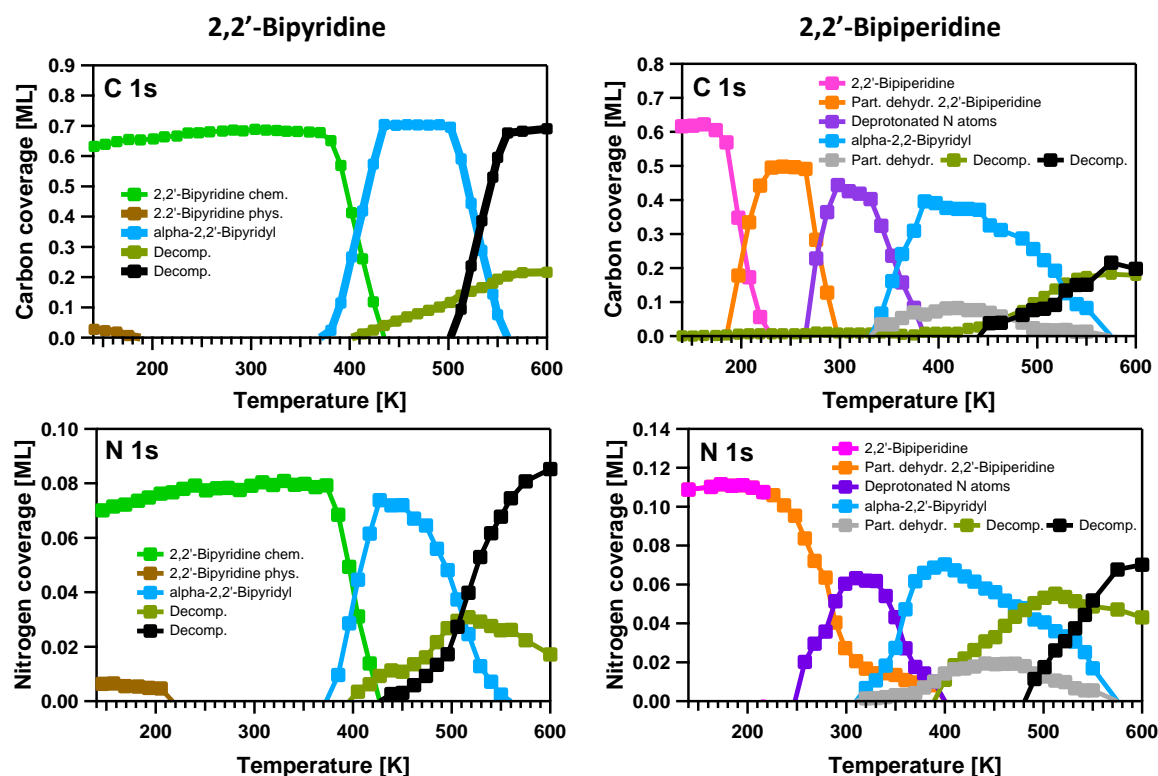 2,2’-Bipyridine
2,2’-Bipiperidine
C 1s
Carbon coverage [ML]
0.9
0.8
0.7
0.6
0.5
0.4
0.3
0.2
0.1
0.0
2,2'-Bipyridine chem.
2,2'-Bipyridine phys.
alpha-2,2'-Bipyridyl
Decomp.
Decomp.
200
300
400
500
600
Temperature [K]
C 1s
Carbon coverage [ML]
0.8
0.7
0.6
0.5
0.4
0.3
0.2
0.1
0.0
2,2'-Bipiperidine
Part. dehydr. 2,2'-Bipiperidine
Deprotonated N atoms
alpha-2,2-Bipyridyl
Part. dehydr. Decomp. Decomp.
200
300
400
500
600
Temperature [K]
N 1s
Nitrogen coverage [ML]
0.10
0.08
0.06
0.04
0.02
0.00
2,2'-Bipyridine chem.
2,2'-Bipyridine phys.
alpha-2,2'-Bipyridyl
Decomp.
Decomp.
200
300
400
500
600
Temperature [K]
N 1s
Nitrogen coverage [ML]
0.14
0.12
0.10
0.08
0.06
0.04
0.02
0.00
2,2'-Bipiperidine
Part. dehydr. 2,2'-Bipiperidine
Deprotonated N atoms
alpha-2,2'-Bipyridyl
Part. dehydr. Decomp. Decomp.
200
300
400
500
600
Temperature [K]